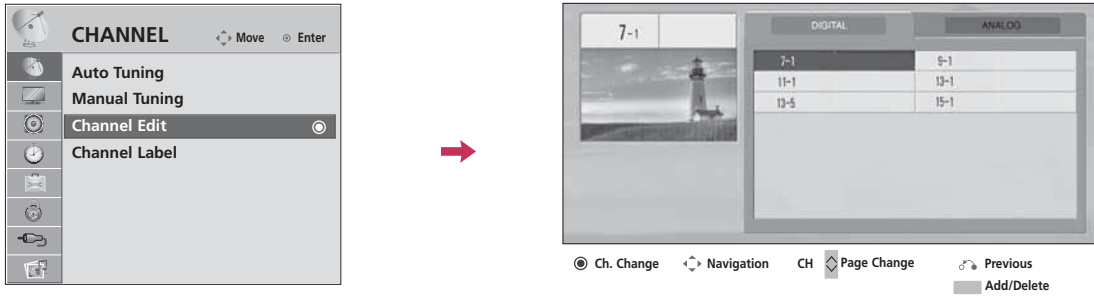 CHANNEL Move Enter
Auto Tuning
Manual Tuning
Channel Edit
Channel Label
7-1
DIGITAL ANALOG
7-1 9-1
11-1 13-1
13-5 15-1
Ch. Change Navigation CH Page Change Previous
Add/Delete